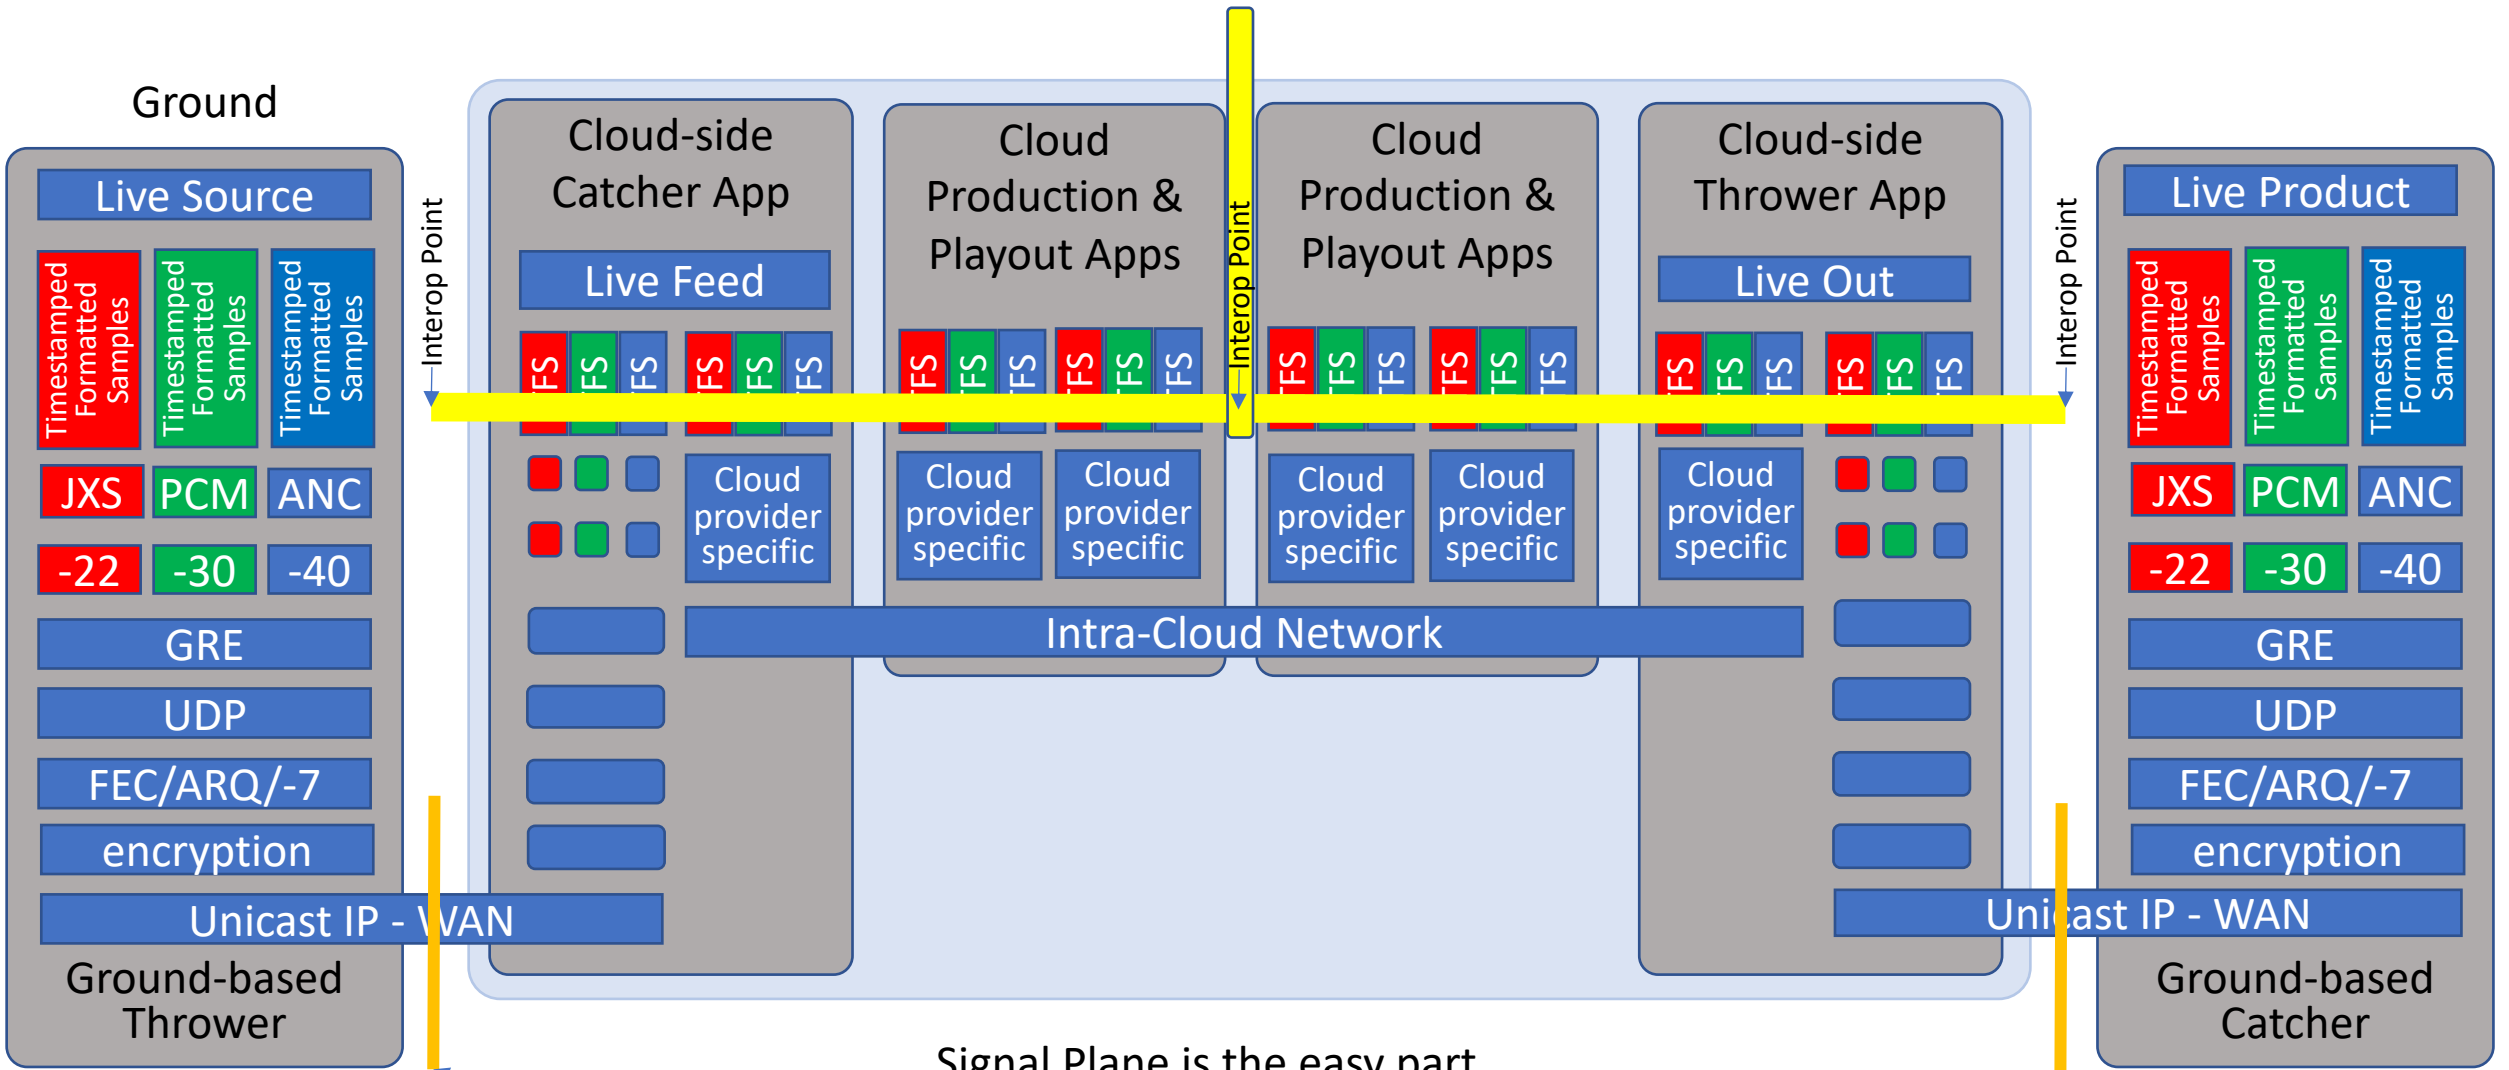 Ground
Live Source
Timestamped
Formatted
Samples
Timestamped
Formatted
Samples
Timestamped
Formatted
Samples
JXS
PCM
ANC
-22
-30
-40
GRE
UDP
FEC/ARQ/-7
encryption
Unicast IP - WAN
Ground-based
Thrower
Interop Point
Cloud-side
Catcher App
Live Feed
TFS
TFS
TFS
TFS
TFS
TFS
Cloud
provider
specific
Cloud
Production &
Playout Apps
TFS
TFS
TFS
TFS
TFS
TFS
Cloud
provider
specific
Cloud
provider
specific
Interop Point
Cloud
Production &
Playout Apps
TFS
TFS
TFS
TFS
TFS
TFS
Cloud
provider
specific
Cloud
provider
specific
Intra-Cloud Network
Cloud-side
Thrower App
Live Out
TFS
TFS
TFS
TFS
TFS
TFS
Cloud
provider
specific
Interop Point
Live Product
Timestamped
Formatted
Samples
Timestamped
Formatted
Samples
Timestamped
Formatted
Samples
JXS
PCM
ANC
-22
-30
-40
GRE
UDP
FEC/ARQ/-7
encryption
Unicast IP - WAN
Ground-based
Catcher
Signal Plane is the easy part